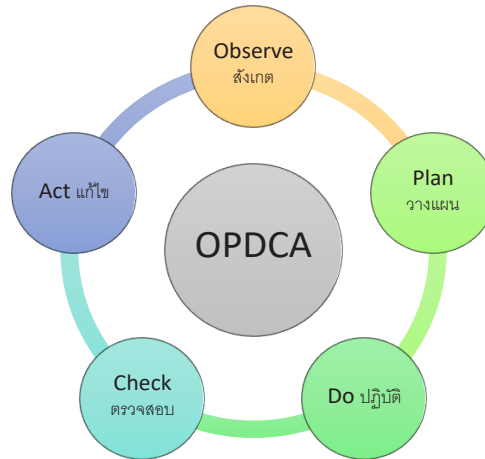 Observe
สังเกต
Plan
วางแผน
Do ปฏิบัติ
Check
ตรวจสอบ
Act แก้ไข
OPDCA